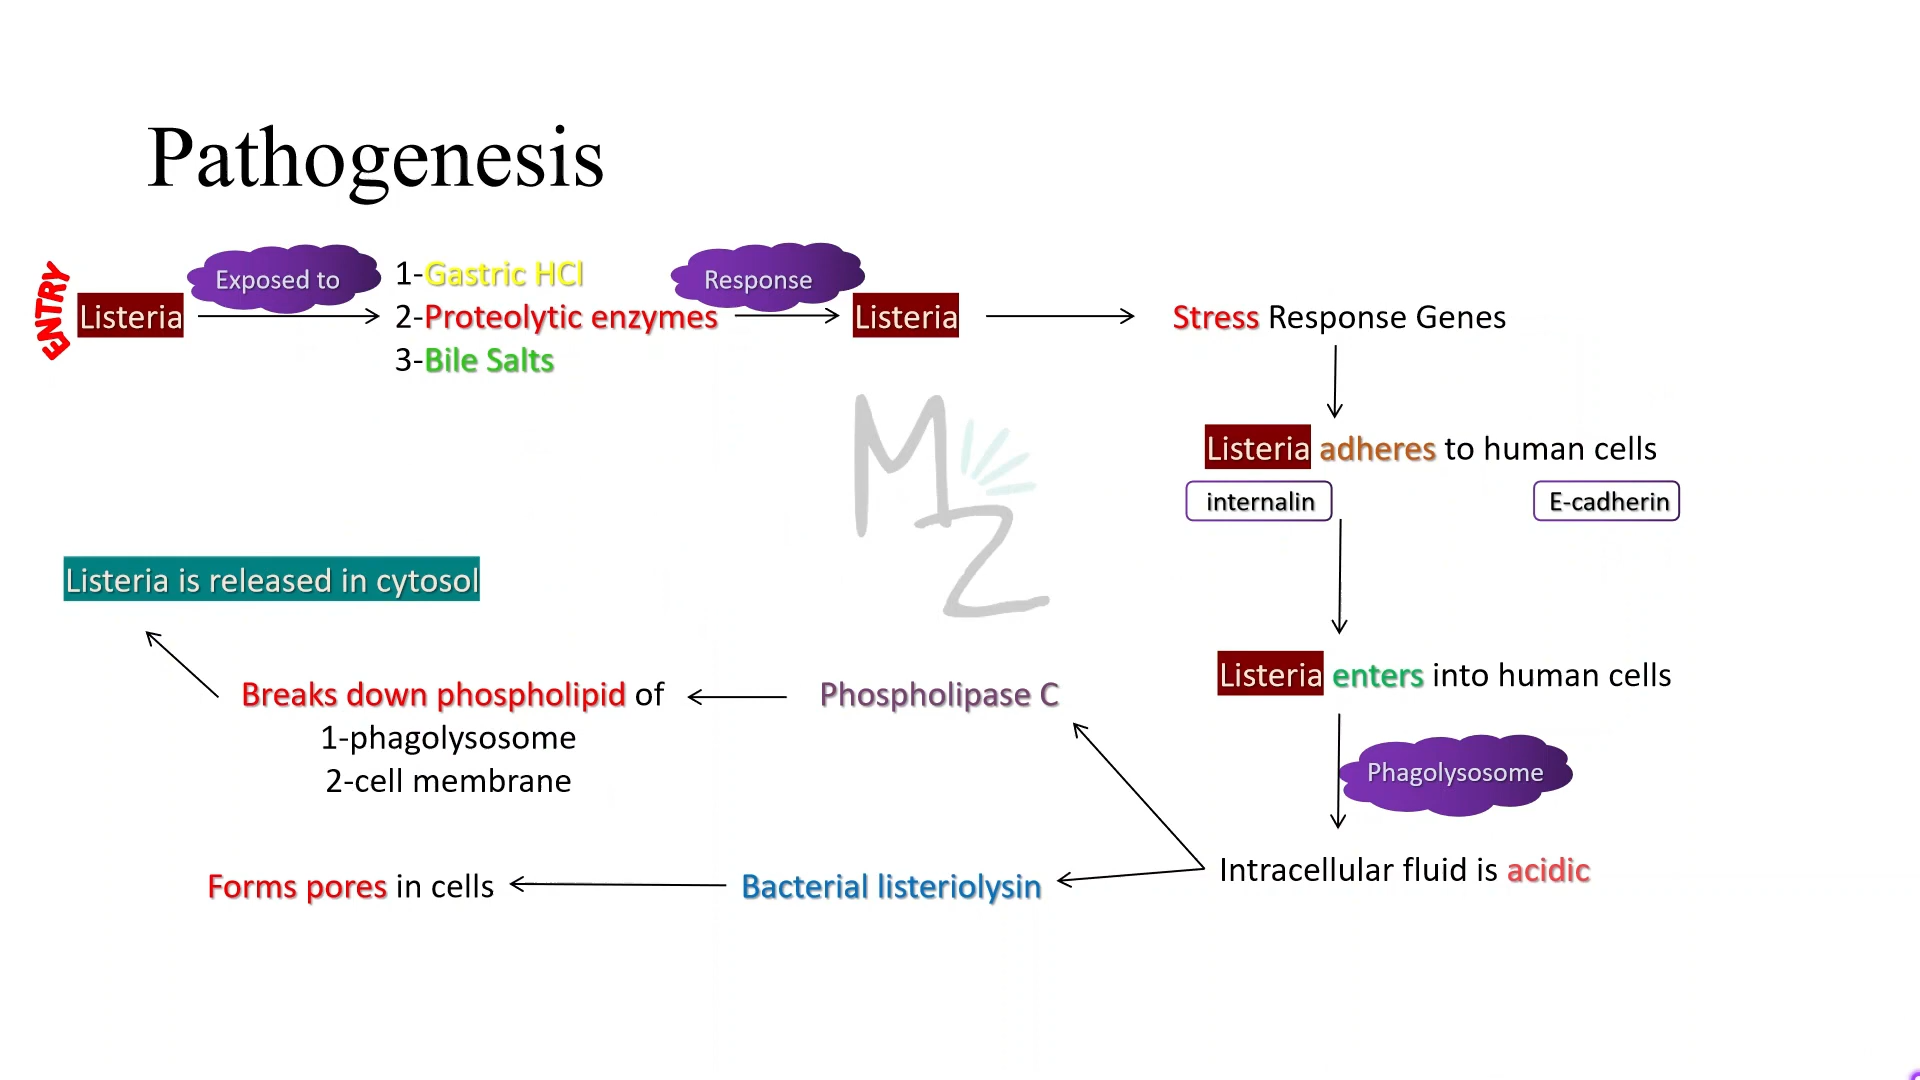 Pathogenesis
ENTRY
Listeria
Exposed to
1-Gastric HCl
2-Proteolytic enzymes
3-Bile Salts
Response
Listeria
Stress Response Genes
Listeria adheres to human cells
internalin
E-cadherin
Listeria enters into human cells
Phagolysosome
Intracellular fluid is acidic
Phospholipase C
Breaks down phospholipid of
1-phagolysosome
2-cell membrane
Listeria is released in cytosol
Bacterial listeriolysin
Forms pores in cells
MZ